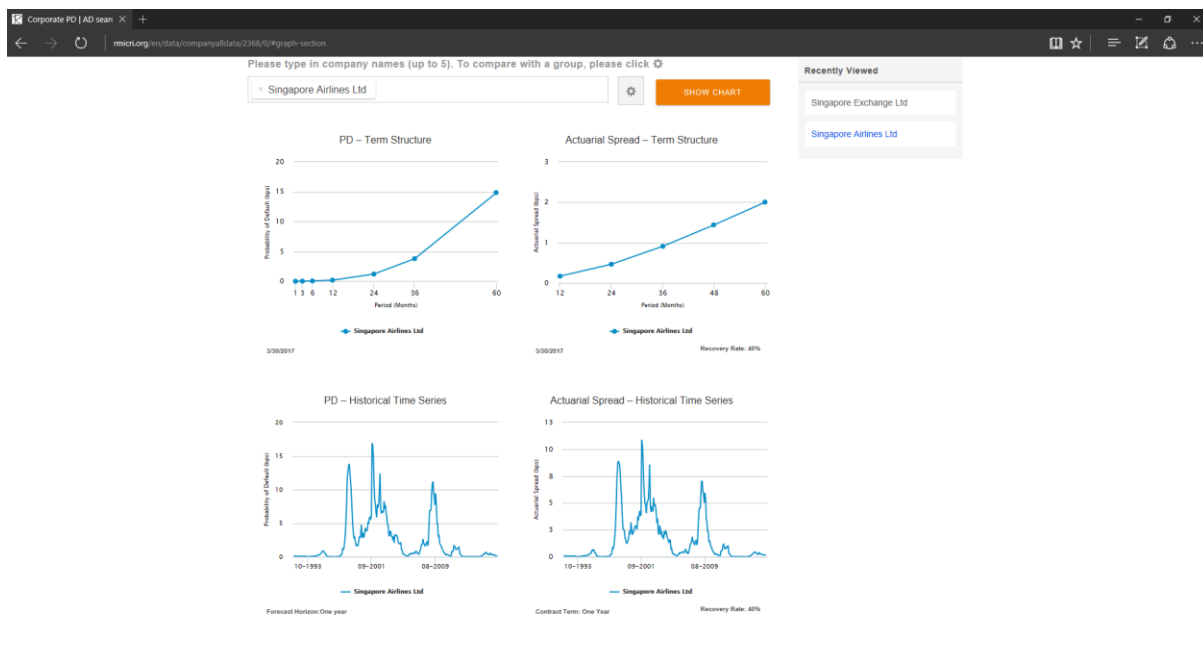 Corporate PD | AD sear
rmicri.org/en/data/companyalldata/2368/0/#graph-section
Please type in company names (up to 5). To compare with a group, please click
× Singapore Airlines Ltd
SHOW CHART
Recently Viewed
Singapore Exchange Ltd
Singapore Airlines Ltd
PD – Term Structure
20
15
10
5
0
Probability of Default (bps)
1 3 6 12 24 36 60
Period (Months)
Singapore Airlines Ltd
3/30/2017
Actuarial Spread – Term Structure
3
2
1
0
Actuarial Spread (bps)
12 24 36 48 60
Period (Months)
Singapore Airlines Ltd
3/30/2017
Recovery Rate: 40%
PD – Historical Time Series
20
15
10
5
0
Probability of Default (bps)
10-1993 09-2001 08-2009
Singapore Airlines Ltd
Forecast Horizon:One year
Actuarial Spread – Historical Time Series
13
10
8
5
3
0
Actuarial Spread (bps)
10-1993 09-2001 08-2009
Singapore Airlines Ltd
Contract Term: One Year
Recovery Rate: 40%